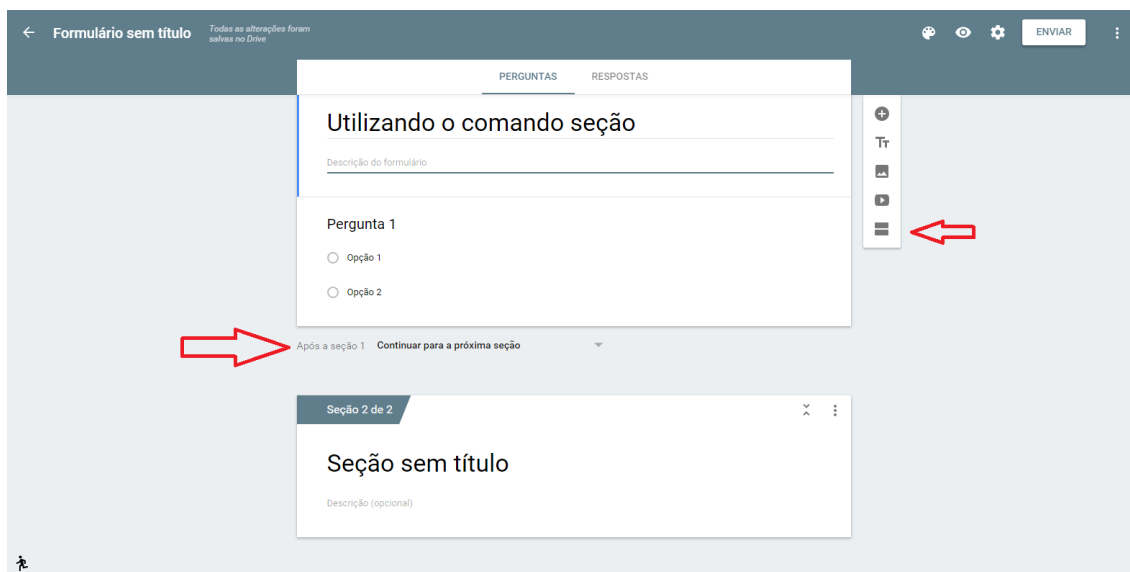 Formulário sem título
Todas as alterações foram
salvas no Drive
ENVIAR
PERGUNTAS RESPOSTAS
Utilizando o comando seção
Descrição do formulário
Tт
Pergunta 1
Opção 1
Opção 2
Após a seção 1 Continuar para a próxima seção
Seção 2 de 2
Seção sem título
Descrição (opcional)